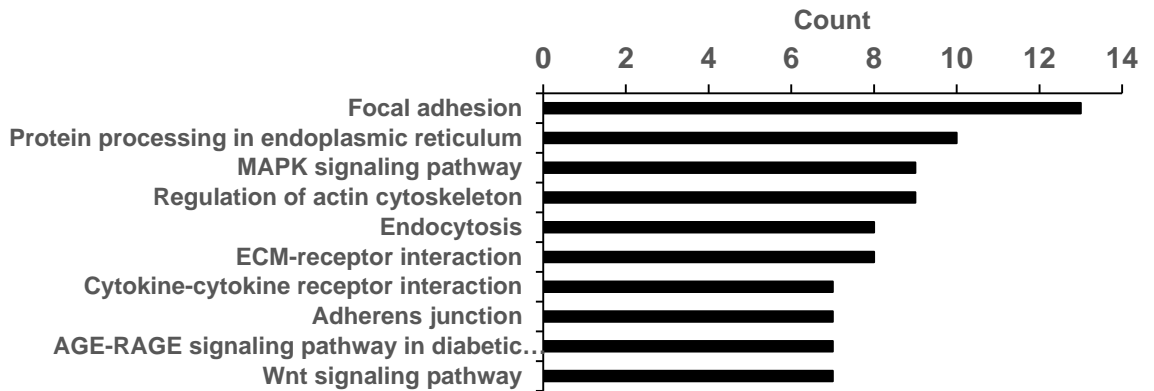 Count
0 2 4 6 8 10 12 14
Focal adhesion
Protein processing in endoplasmic reticulum
MAPK signaling pathway
Regulation of actin cytoskeleton
Endocytosis
ECM-receptor interaction
Cytokine-cytokine receptor interaction
Adherens junction
AGE-RAGE signaling pathway in diabetic…
Wnt signaling pathway